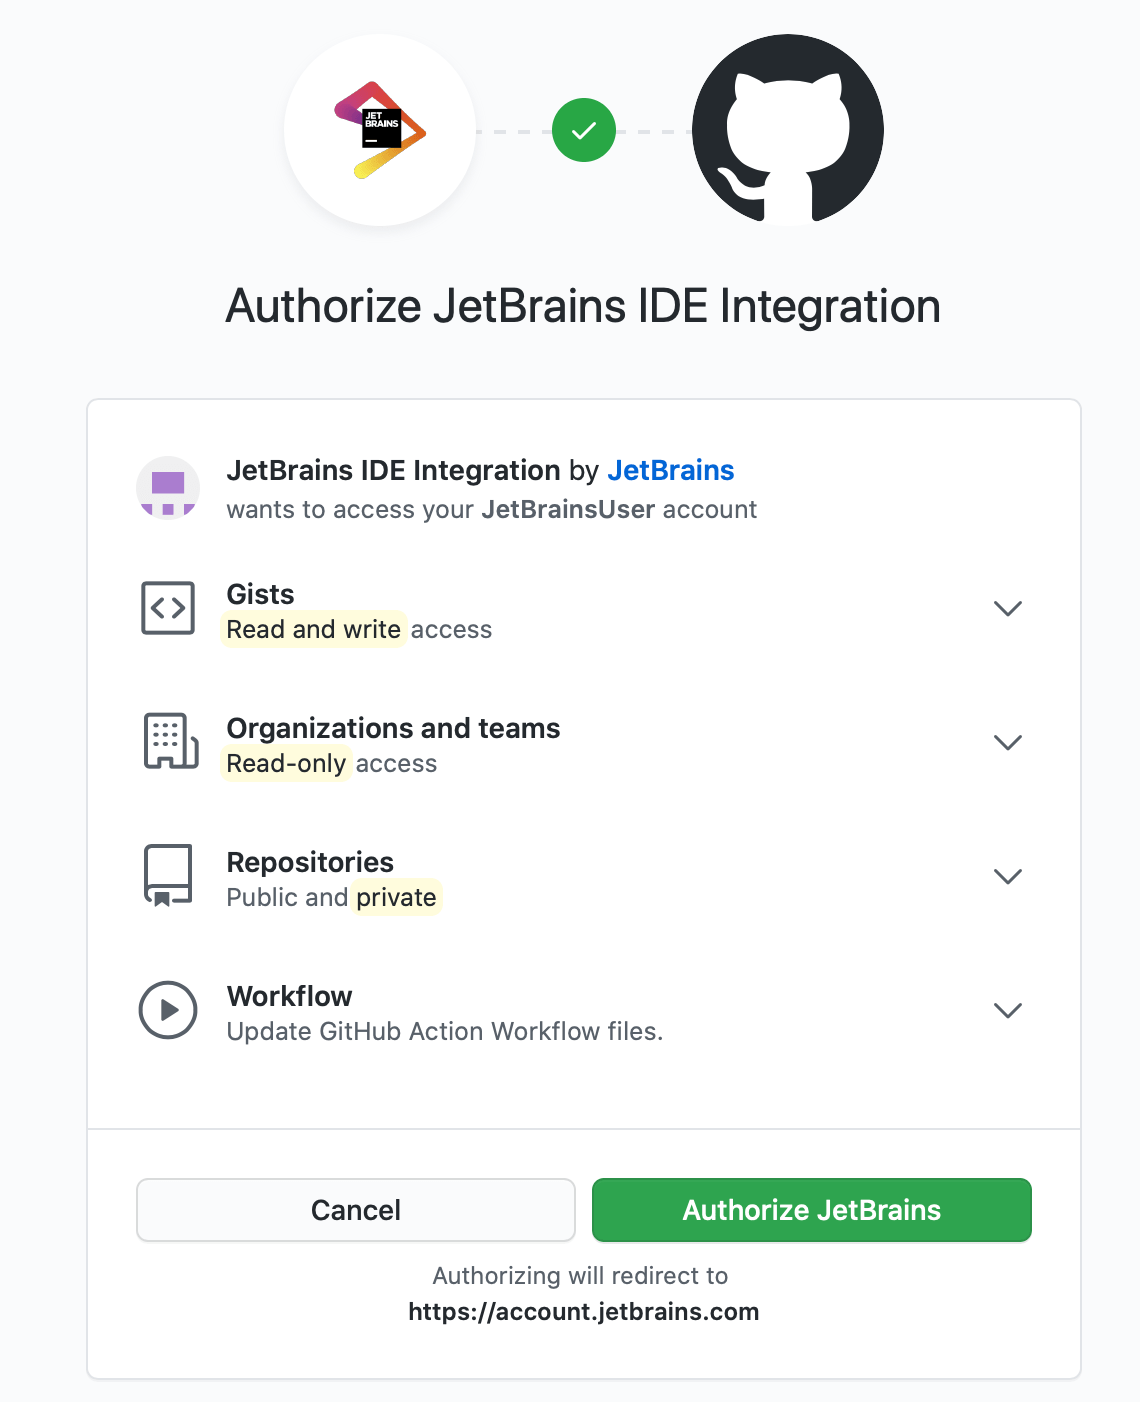 JET
BRAINS
Authorize JetBrains IDE Integration
JetBrains IDE Integration by JetBrains
wants to access your JetBrainsUser account
Gists
Read and write access
Organizations and teams
Read-only access
Repositories
Public and private
Workflow
Update GitHub Action Workflow files.
Cancel
Authorize JetBrains
Authorizing will redirect to
https://account.jetbrains.com